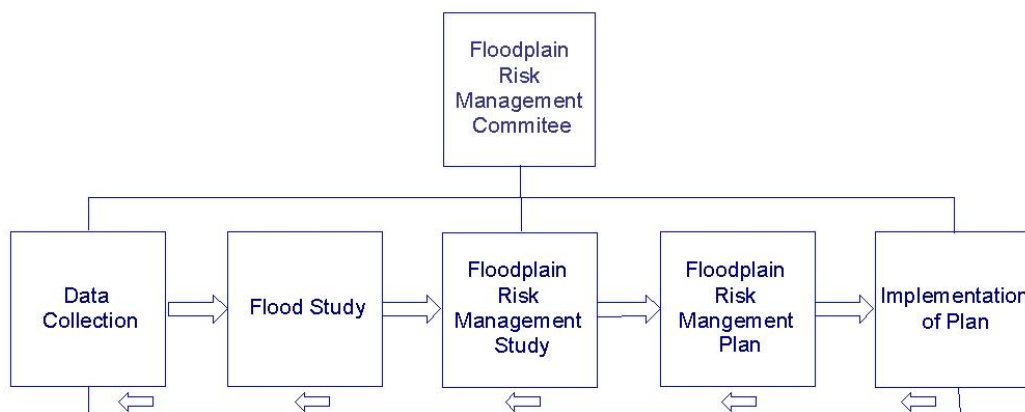 Floodplain
Risk
Management
Commitee
Data
Collection
Flood Study
Floodplain
Risk
Management
Study
Floodplain
Risk
Mangement
Plan
Implementation
of Plan